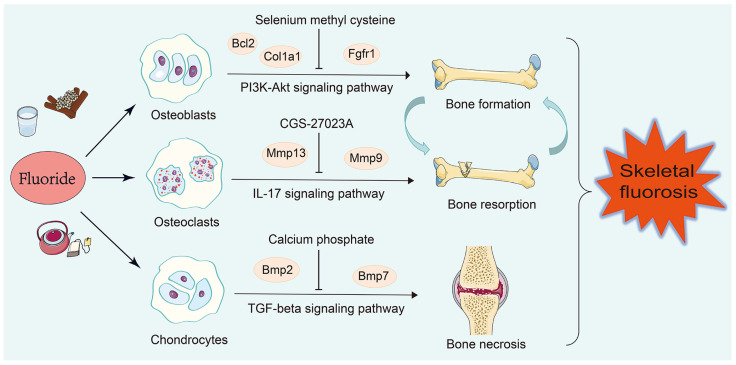 Selenium methyl cysteine
Bcl2
Col1a1
Fgfr1
PI3K-Akt signaling pathway
Osteoblasts
Bone formation
Fluoride
CGS-27023A
Mmp13
Mmp9
IL-17 signaling pathway
Osteoclasts
Bone resorption
Skeletal
fluorosis
Calcium phosphate
Bmp2
Bmp7
TGF-beta signaling pathway
Chondrocytes
Bone necrosis